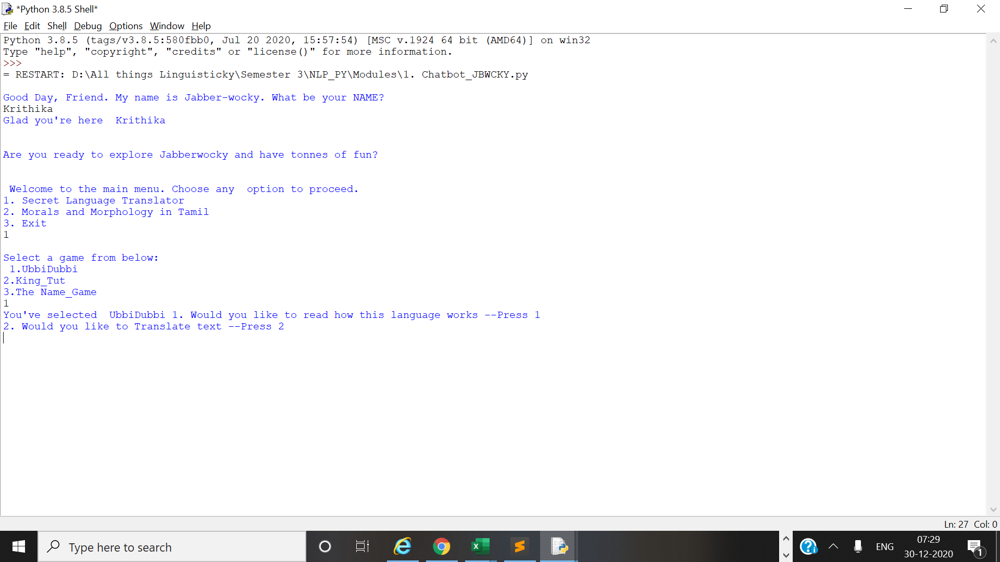 *Python 3.8.5 Shell*
File Edit Shell Debug Options Window Help
Python 3.8.5 (tags/v3.8.5:580fbb0, Jul 20 2020, 15:57:54) [MSC v.1924 64 bit (AMD64)] on win32
Type "help", "copyright", "credits" or "license()" for more information.
>>>
= RESTART: D:\All things Linguisticky\Semester 3\NLP_PY\Modules\1. Chatbot_JBWCKY.py
Good Day, Friend. My name is Jabber-wocky. What be your NAME?
Krithika
Glad you're here  Krithika
Are you ready to explore Jabberwocky and have tonnes of fun?
 Welcome to the main menu. Choose any  option to proceed.
1. Secret Language Translator
2. Morals and Morphology in Tamil
3. Exit
1
Select a game from below:
 1.UbbiDubbi
2.King_Tut
3.The Name_Game
1
You've selected  UbbiDubbi 1. Would you like to read how this language works --Press 1
2. Would you like to Translate text --Press 2
Ln: 27 Col: 0
Type here to search
ENG
07:29
30-12-2020
1